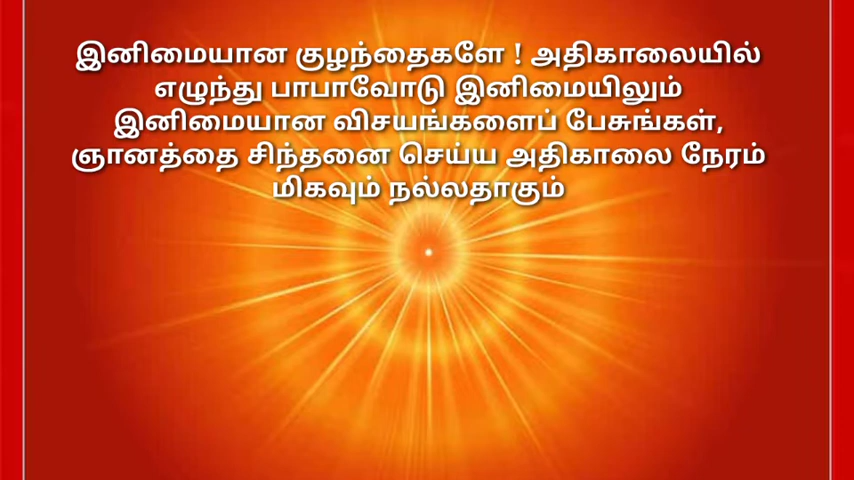 இனிமையான குழந்தைகளே ! அதிகாலையில்
எழுந்து பாபாவோடு இனிமையிலும்
இனிமையான விசயங்களைப் பேசுங்கள்,
ஞானத்தை சிந்தனை செய்ய அதிகாலை நேரம்
மிகவும் நல்லதாகும்